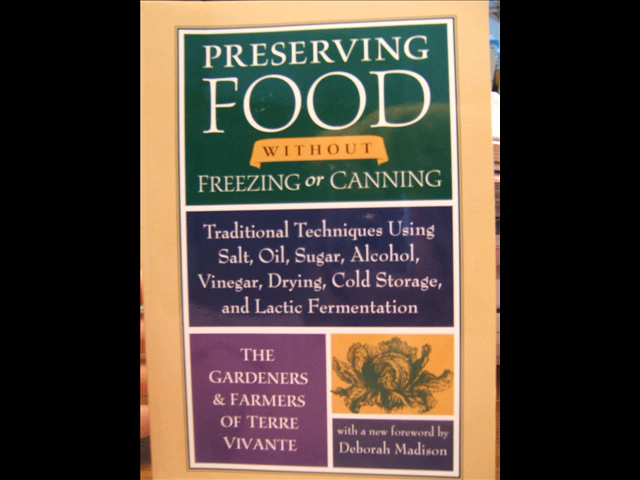 PRESERVING
FOOD
WITHOUT
FREEZING or CANNING
Traditional Techniques Using
Salt, Oil, Sugar, Alcohol,
Vinegar, Drying, Cold Storage,
and Lactic Fermentation
THE
GARDENERS
& FARMERS
OF TERRE
VIVANTE
with a new foreword by
Deborah Madison